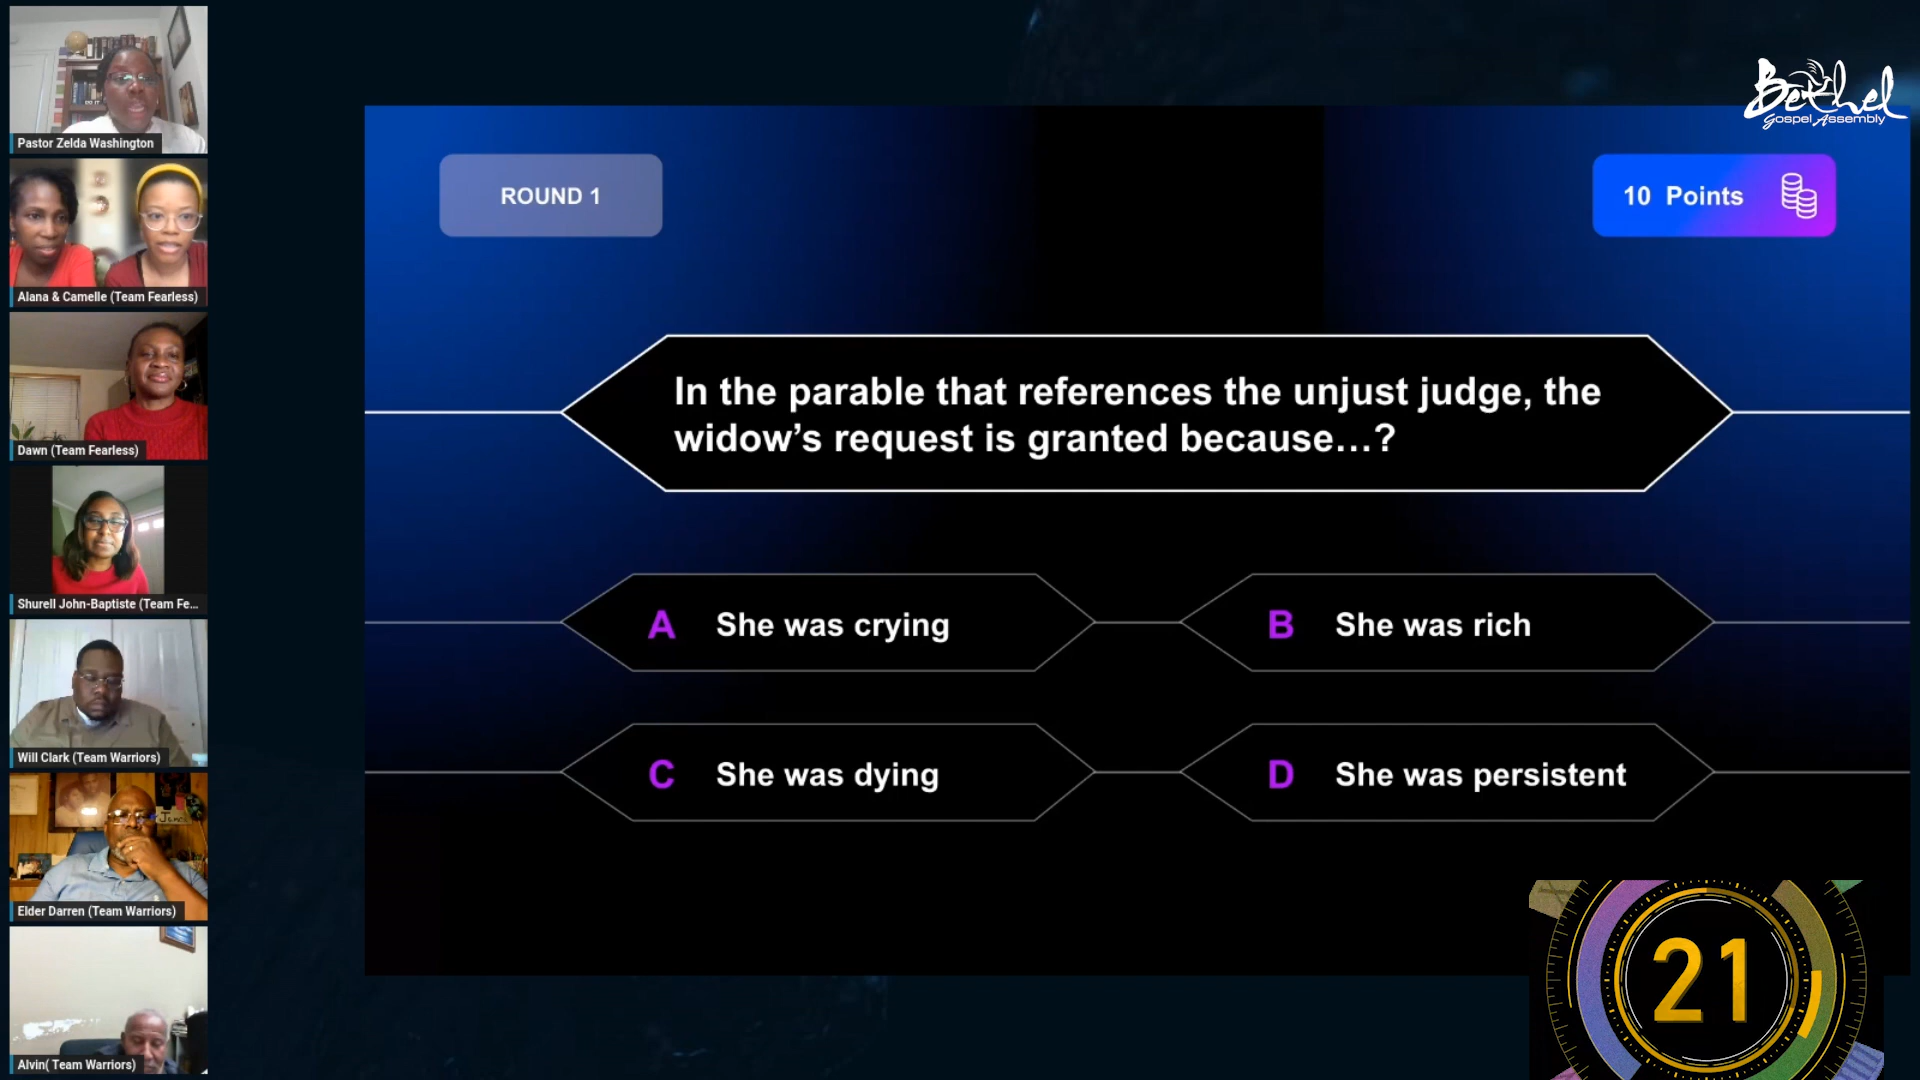 Pastor Zelda Washington
Alana & Camelle (Team Fearless)
Dawn (Team Fearless)
Shurell John-Baptiste (Team Fe...
Will Clark (Team Warriors)
Elder Darren (Team Warriors)
Alvin( Team Warriors)
Bethel
Gospel Assembly
ROUND 1
10 Points
In the parable that references the unjust judge, the
widow’s request is granted because…?
A She was crying
B She was rich
C She was dying
D She was persistent
21